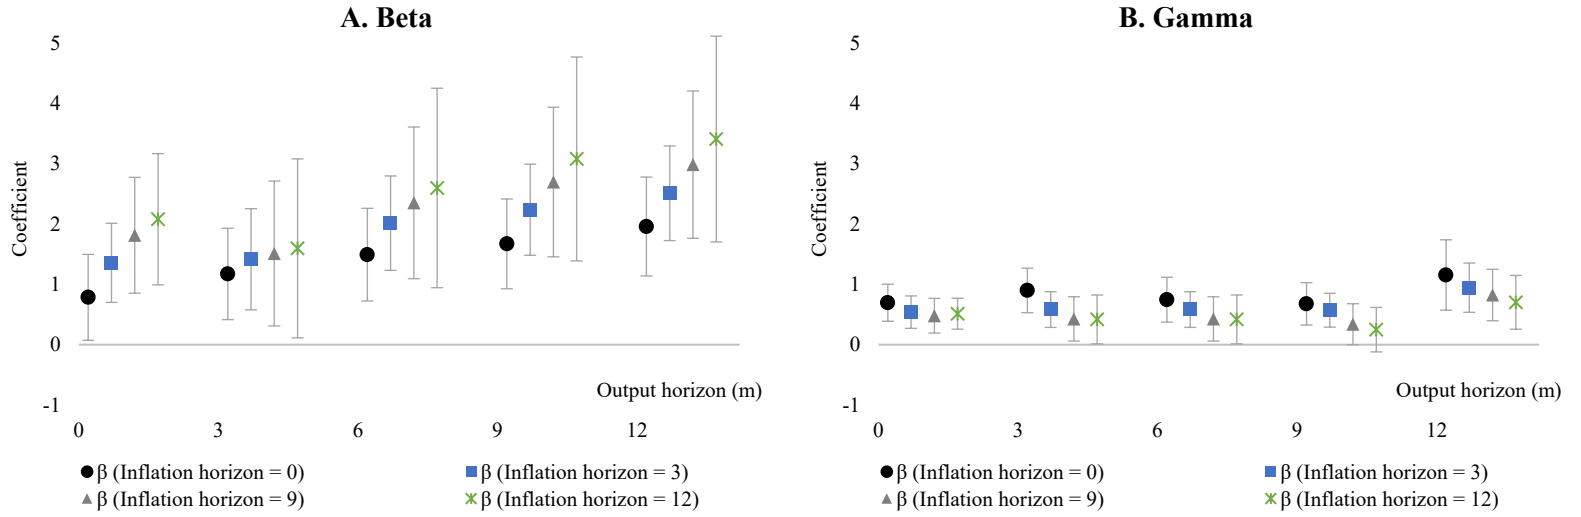 A. Beta
5
4
3
2
1
0
-1
Coefficient
Output horizon (m)
0 3 6 9 12
β (Inflation horizon = 0) β (Inflation horizon = 3)
β (Inflation horizon = 9) β (Inflation horizon = 12)
B. Gamma
5
4
3
2
1
0
-1
Coefficient
Output horizon (m)
0 3 6 9 12
β (Inflation horizon = 0) β (Inflation horizon = 3)
β (Inflation horizon = 9) β (Inflation horizon = 12)